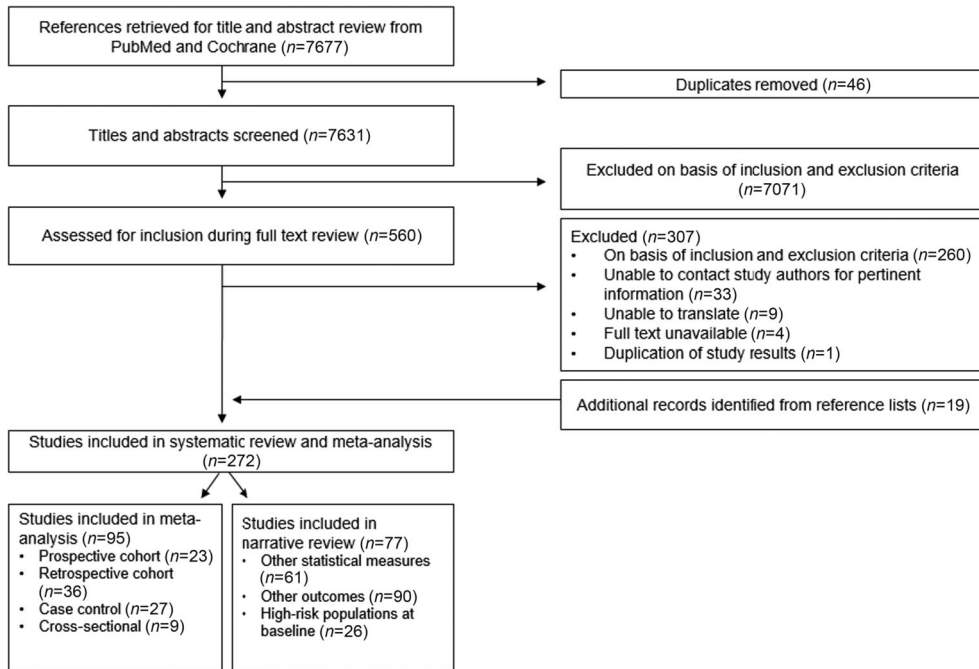 References retrieved for title and abstract review from
PubMed and Cochrane (n=7677)
Duplicates removed (n=46)
Titles and abstracts screened (n=7631)
Excluded on basis of inclusion and exclusion criteria
(n=7071)
Assessed for inclusion during full text review (n=560)
Excluded (n=307)
• On basis of inclusion and exclusion criteria (n=260)
• Unable to contact study authors for pertinent
information (n=33)
• Unable to translate (n=9)
• Full text unavailable (n=4)
• Duplication of study results (n=1)
Additional records identified from reference lists (n=19)
Studies included in systematic review and meta-analysis
(n=272)
Studies included in meta-
analysis (n=95)
• Prospective cohort (n=23)
• Retrospective cohort
(n=36)
• Case control (n=27)
• Cross-sectional (n=9)
Studies included in
narrative review (n=77)
• Other statistical measures
(n=61)
• Other outcomes (n=90)
• High-risk populations at
baseline (n=26)